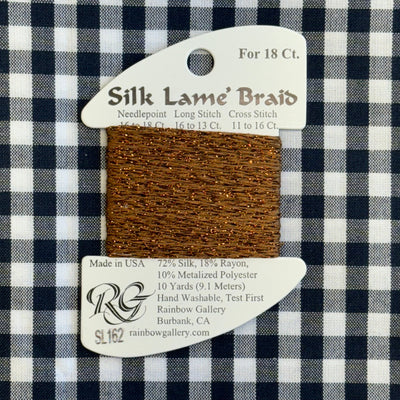 For 18 Ct.
Silk Lamé Braid
Needlepoint Long Stitch Cross Stitch
16 to 18 Ct. 16 to 13 Ct. 11 to 16 Ct.
Made in USA
72% Silk, 18% Rayon,
10% Metalized Polyester
10 Yards (9.1 Meters)
Hand Washable, Test First
Rainbow Gallery
Burbank, CA
rainbowgallery.com
RG
SL162